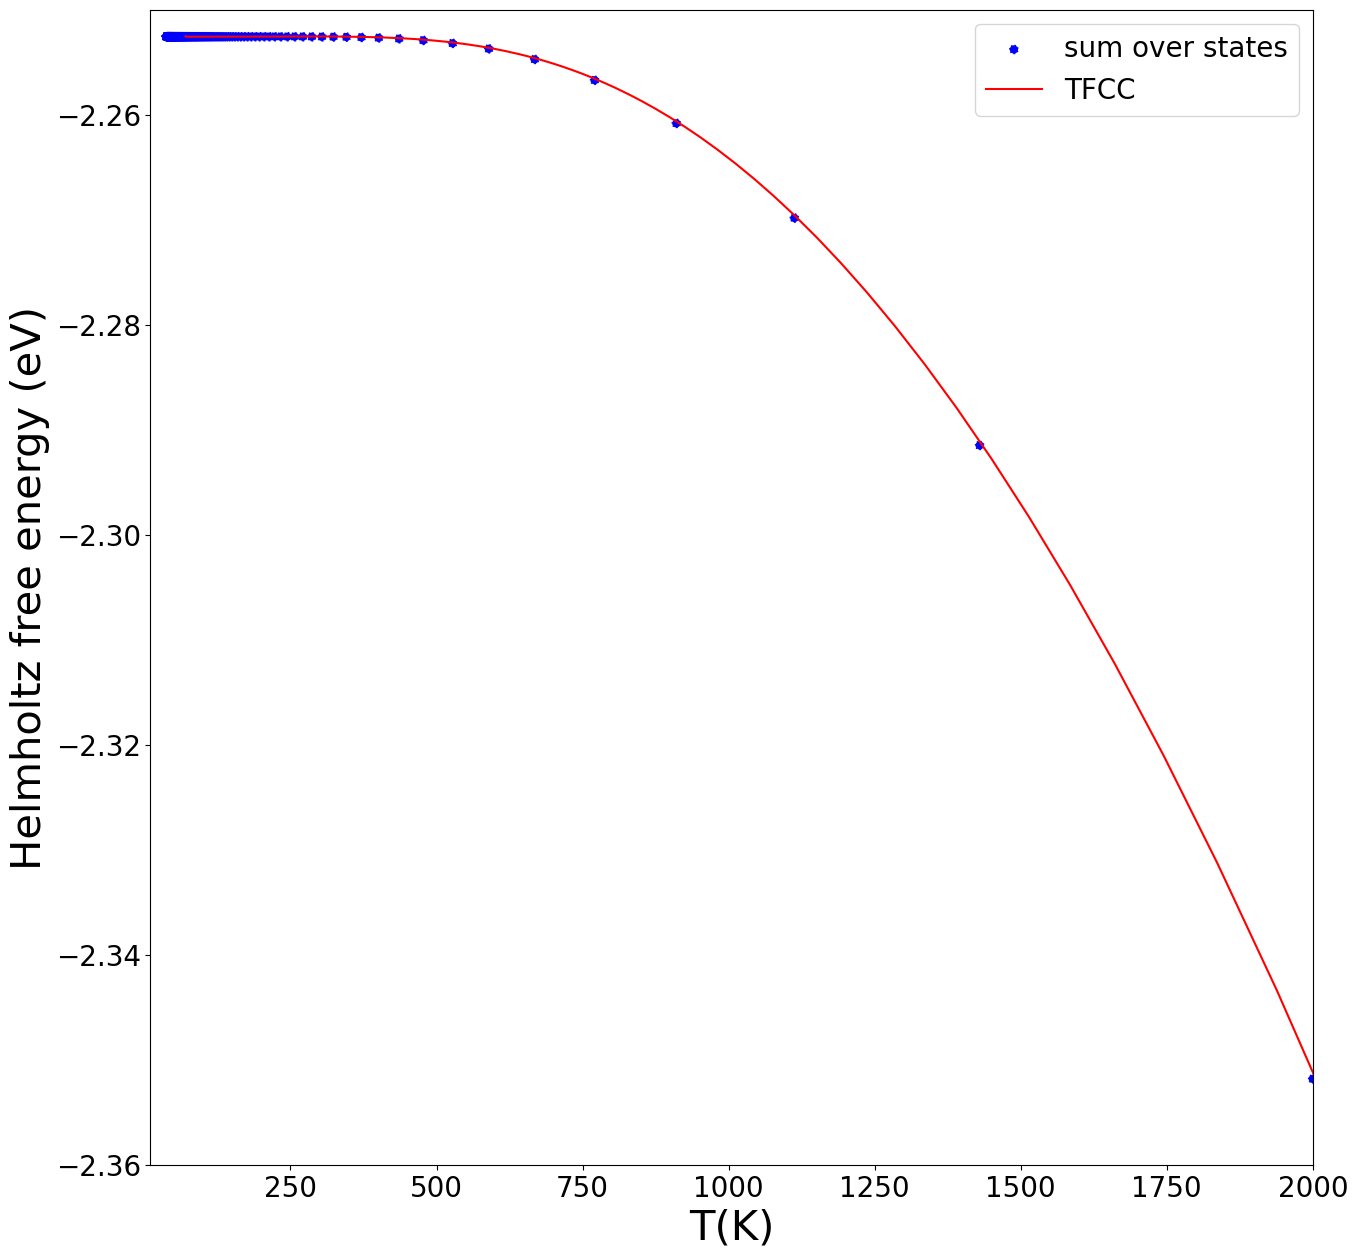 sum over states
TFCC
Helmholtz free energy (eV)
−2.26
−2.28
−2.30
−2.32
−2.34
−2.36
250 500 750 1000 1250 1500 1750 2000
T(K)